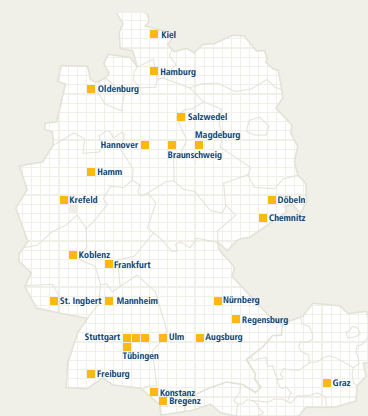 Kiel
Hamburg
Oldenburg
Salzwedel
Magdeburg
Hannover
Braunschweig
Hamm
Krefeld
Döbeln
Chemnitz
Koblenz
Frankfurt
St. Ingbert
Mannheim
Nürnberg
Regensburg
Stuttgart
Ulm
Augsburg
Tübingen
Freiburg
Graz
Konstanz
Bregenz